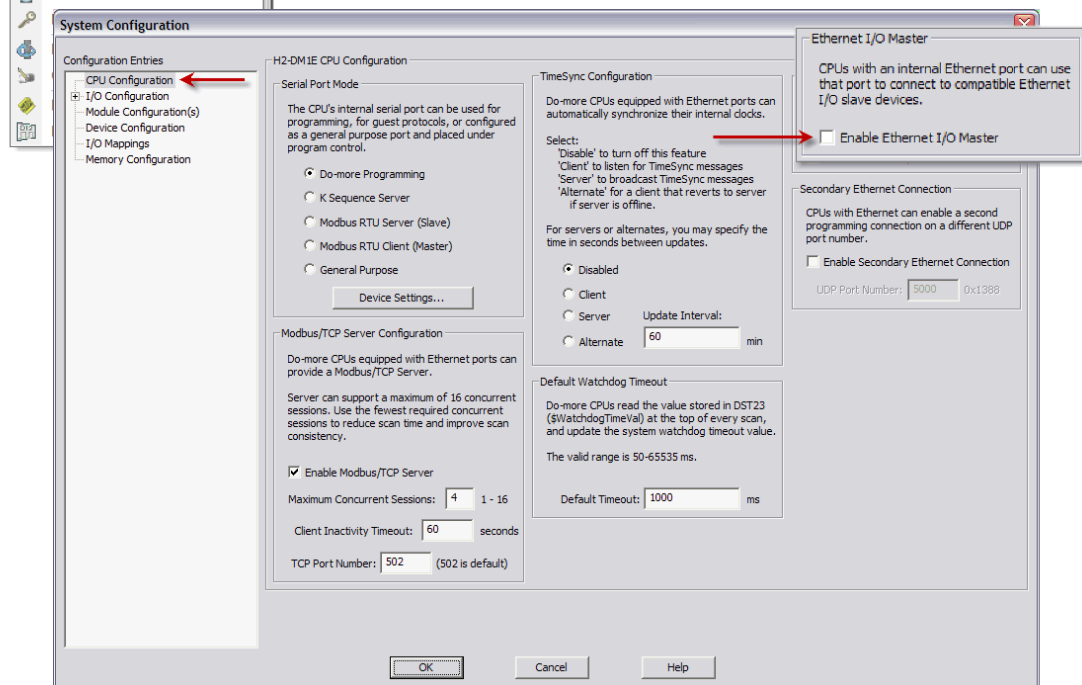 System Configuration
Configuration Entries
CPU Configuration
I/O Configuration
Module Configuration(s)
Device Configuration
I/O Mappings
Memory Configuration
H2-DM1E CPU Configuration
Serial Port Mode
The CPU's internal serial port can be used for
programming, for guest protocols, or configured
as a general purpose port and placed under
program control.
Do-more Programming
K Sequence Server
Modbus RTU Server (Slave)
Modbus RTU Client (Master)
General Purpose
Device Settings...
Modbus/TCP Server Configuration
Do-more CPUs equipped with Ethernet ports can
provide a Modbus/TCP Server.
Server can support a maximum of 16 concurrent
sessions. Use the fewest required concurrent
sessions to reduce scan time and improve scan
consistency.
Enable Modbus/TCP Server
Maximum Concurrent Sessions: 4 1 - 16
Client Inactivity Timeout: 60 seconds
TCP Port Number: 502 (502 is default)
TimeSync Configuration
Do-more CPUs equipped with Ethernet ports can
automatically synchronize their internal clocks.
Select:
'Disable' to turn off this feature
'Client' to listen for TimeSync messages
'Server' to broadcast TimeSync messages
'Alternate' for a client that reverts to server
if server is offline.
For servers or alternates, you may specify the
time in seconds between updates.
Disabled
Client
Server Update Interval:
Alternate 60 min
Default Watchdog Timeout
Do-more CPUs read the value stored in DST23
($WatchdogTimeVal) at the top of every scan,
and update the system watchdog timeout value.
The valid range is 50-65535 ms.
Default Timeout: 1000 ms
Ethernet I/O Master
CPUs with an internal Ethernet port can use
that port to connect to compatible Ethernet
I/O slave devices.
Enable Ethernet I/O Master
Secondary Ethernet Connection
CPUs with Ethernet can enable a second
programming connection on a different UDP
port number.
Enable Secondary Ethernet Connection
UDP Port Number: 5000 0x1388
OK
Cancel
Help